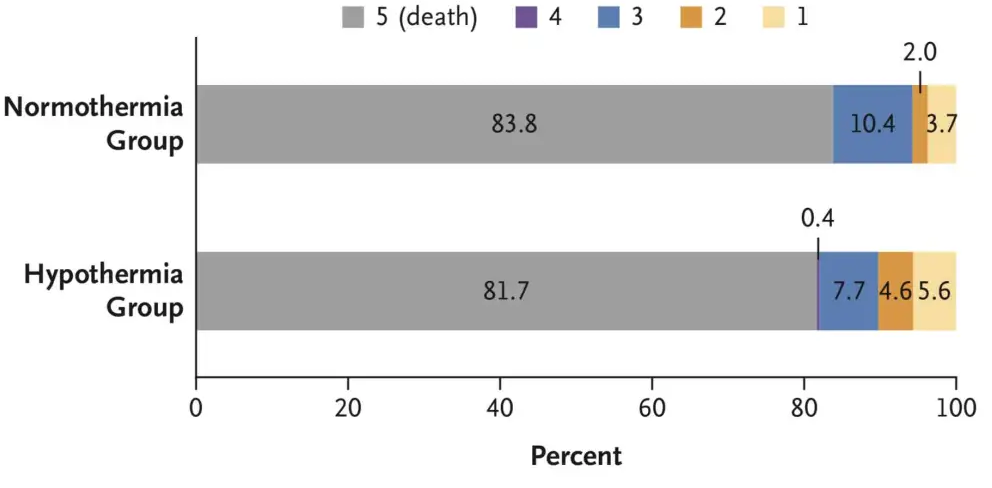 5 (death) 4 3 2 1
2.0
Normothermia
Group
83.8 10.4 3.7
0.4
Hypothermia
Group
81.7 7.7 4.6 5.6
0 20 40 60 80 100
Percent